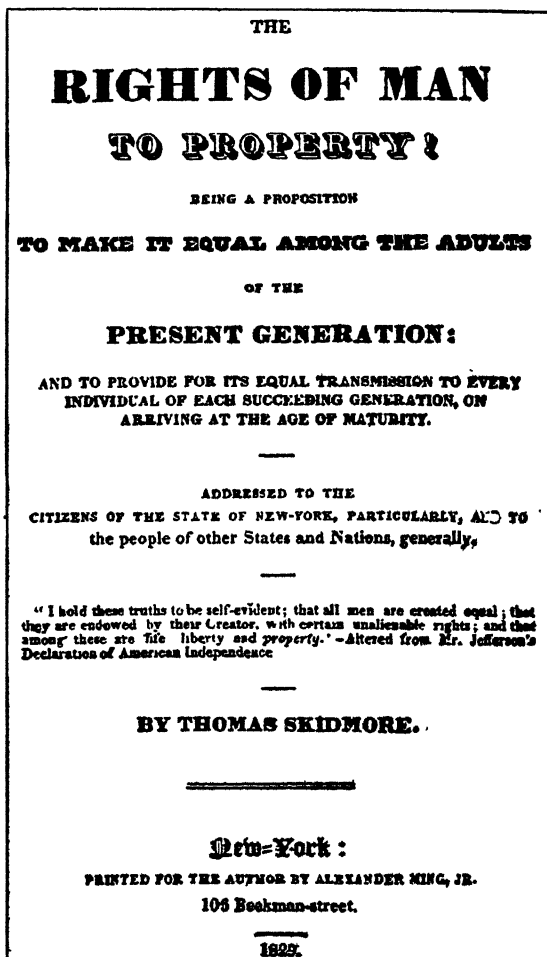 THE
RIGHTS OF MAN
TO PROPERTY!
BEING A PROPOSITION
TO MAKE IT EQUAL AMONG THE ADULTS
OF THE
PRESENT GENERATION:
AND TO PROVIDE FOR ITS EQUAL TRANSMISSION TO EVERY
INDIVIDUAL OF EACH SUCCEEDING GENERATION, ON
ARRIVING AT THE AGE OF MATURITY.
ADDRESSED TO THE
CITIZENS OF THE STATE OF NEW-YORK, PARTICULARLY, AND TO
the people of other States and Nations, generally,
"I hold these truths to be self-evident; that all men are created equal; that
they are endowed by their Creator, with certain unalienable rights; and that
among these are life liberty and property.' -Altered from Mr. Jefferson's
Declaration of American Independence
BY THOMAS SKIDMORE.
New-York:
PRINTED FOR THE AUTHOR BY ALEXANDER MING, JR.
106 Beekman-street.
1829.